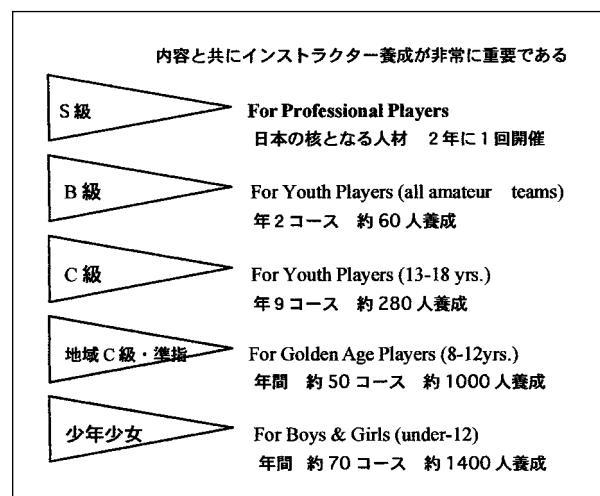 内容と共にインストラクター養成が非常に重要である
S級
For Professional Players
日本の核となる人材 2年に1回開催
B級
For Youth Players (all amateur teams)
年2コース 約60人養成
C級
For Youth Players (13-18 yrs.)
年9コース 約280人養成
地域C級・準指
For Golden Age Players (8-12yrs.)
年間 約50コース 約1000人養成
少年少女
For Boys & Girls (under-12)
年間 約70コース 約1400人養成